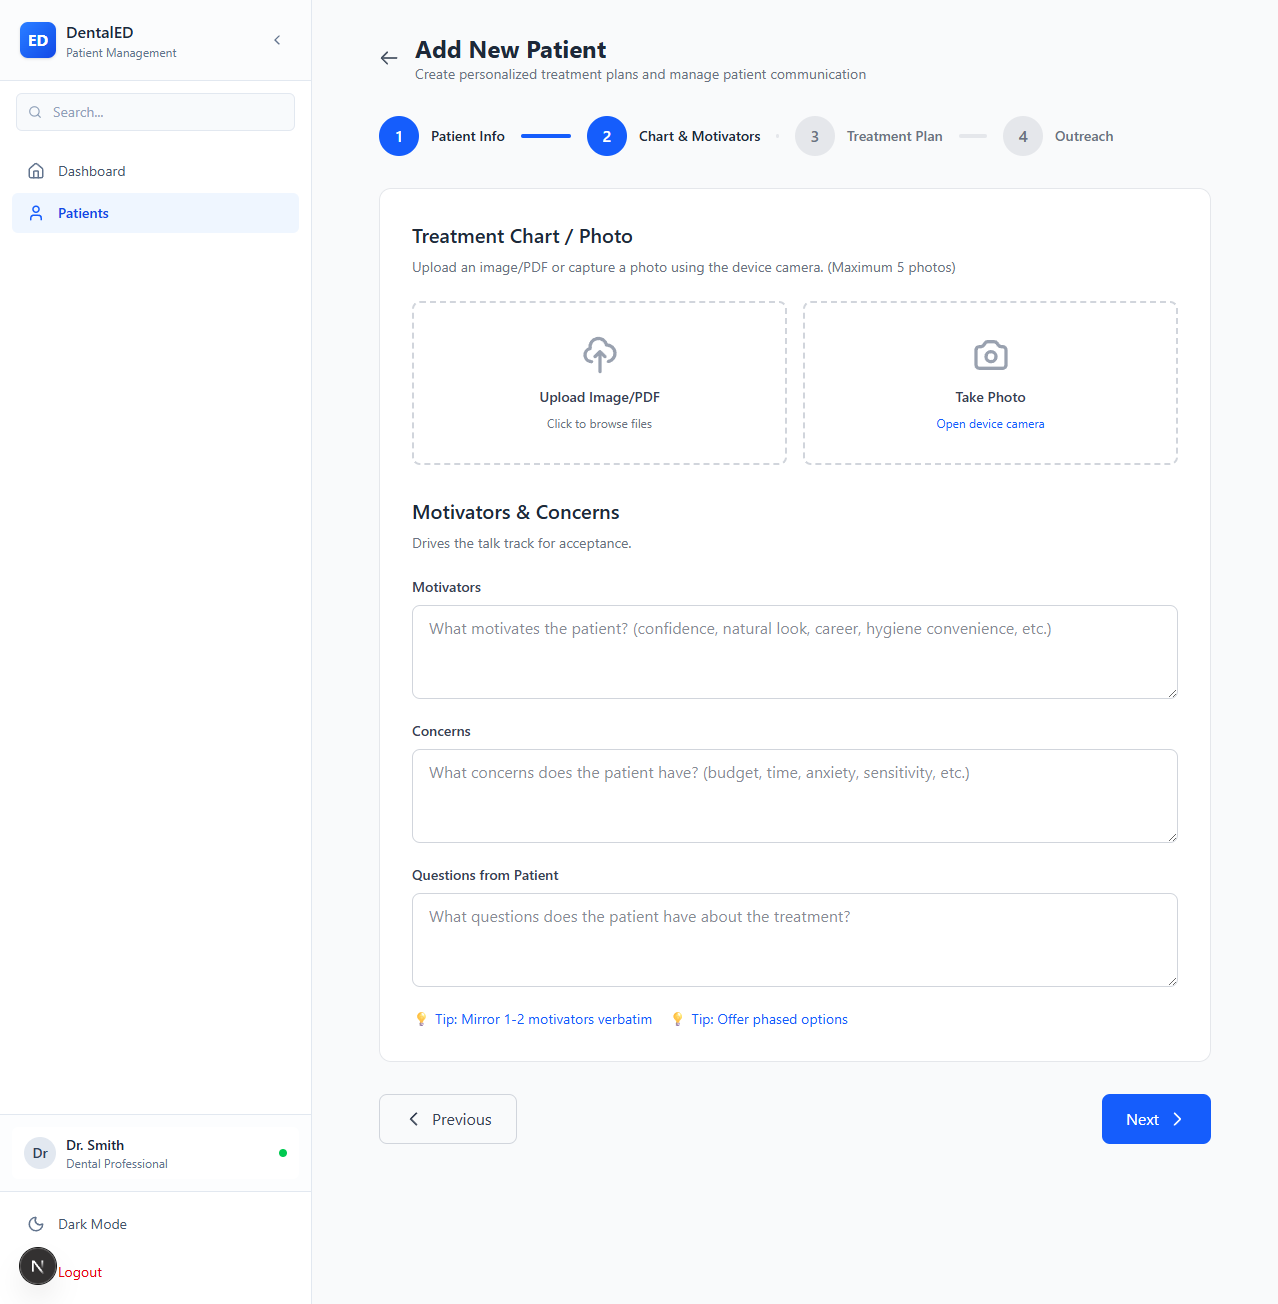 ED
DentalED
Patient Management
Search...
Dashboard
Patients
Dr
Dr. Smith
Dental Professional
Dark Mode
N
Logout
Add New Patient
Create personalized treatment plans and manage patient communication
1 Patient Info 2 Chart & Motivators 3 Treatment Plan 4 Outreach
Treatment Chart / Photo
Upload an image/PDF or capture a photo using the device camera. (Maximum 5 photos)
Upload Image/PDF
Click to browse files
Take Photo
Open device camera
Motivators & Concerns
Drives the talk track for acceptance.
Motivators
What motivates the patient? (confidence, natural look, career, hygiene convenience, etc.)
Concerns
What concerns does the patient have? (budget, time, anxiety, sensitivity, etc.)
Questions from Patient
What questions does the patient have about the treatment?
Tip: Mirror 1-2 motivators verbatim Tip: Offer phased options
Previous
Next